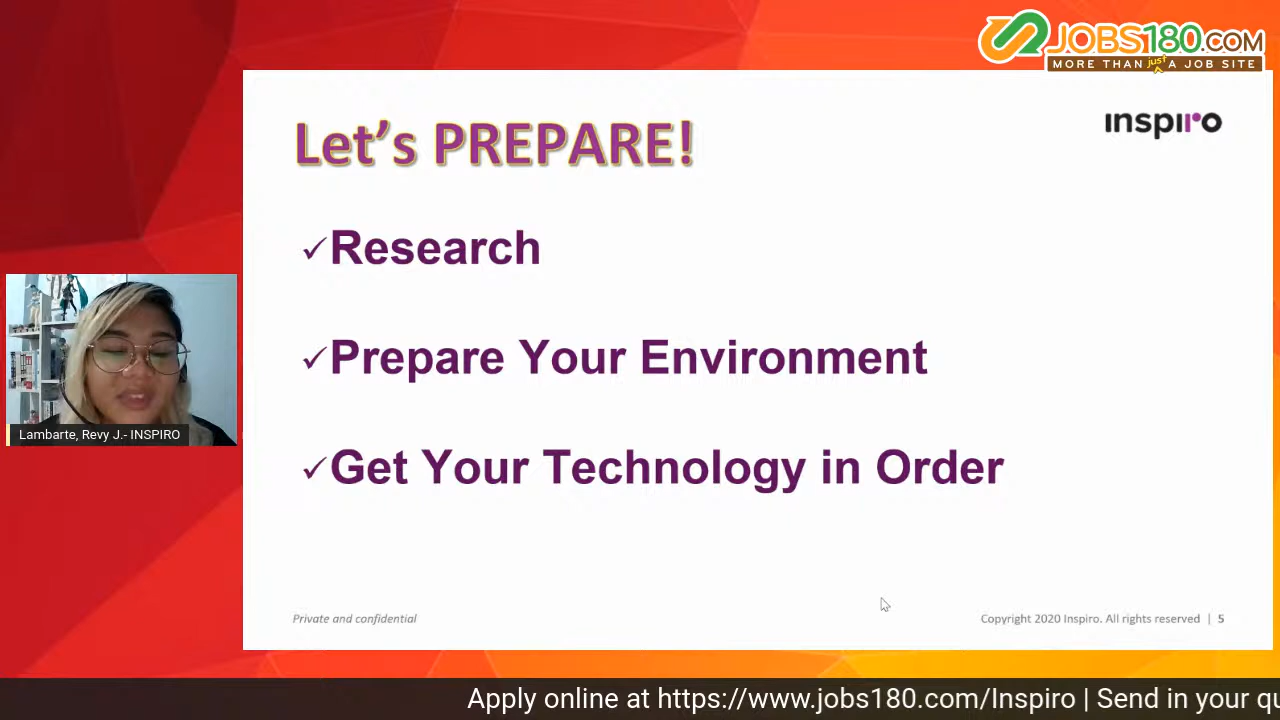 JOBS180.COM
MORE THAN just A JOB SITE
inspiro
Let's PREPARE!
✓Research
✓Prepare Your Environment
✓Get Your Technology in Order
Lambarte, Revy J.- INSPIRO
Private and confidential
Copyright 2020 Inspiro. All rights reserved | 5
Apply online at https://www.jobs180.com/Inspiro | Send in your qu